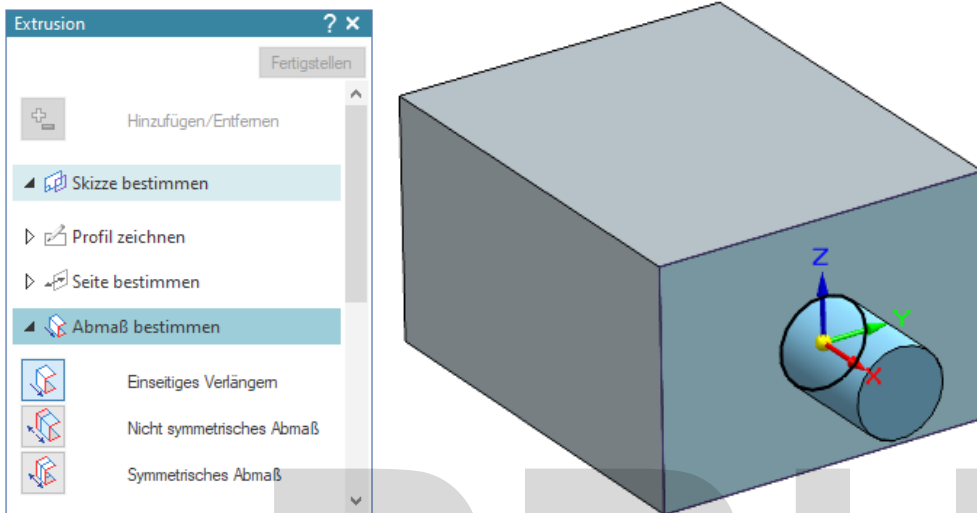 Extrusion ? ×
Fertigstellen
Hinzufügen/Entfernen
Skizze bestimmen
Profil zeichnen
Seite bestimmen
Abmaß bestimmen
Einseitiges Verlängern
Nicht symmetrisches Abmaß
Symmetrisches Abmaß
Z
Y
X